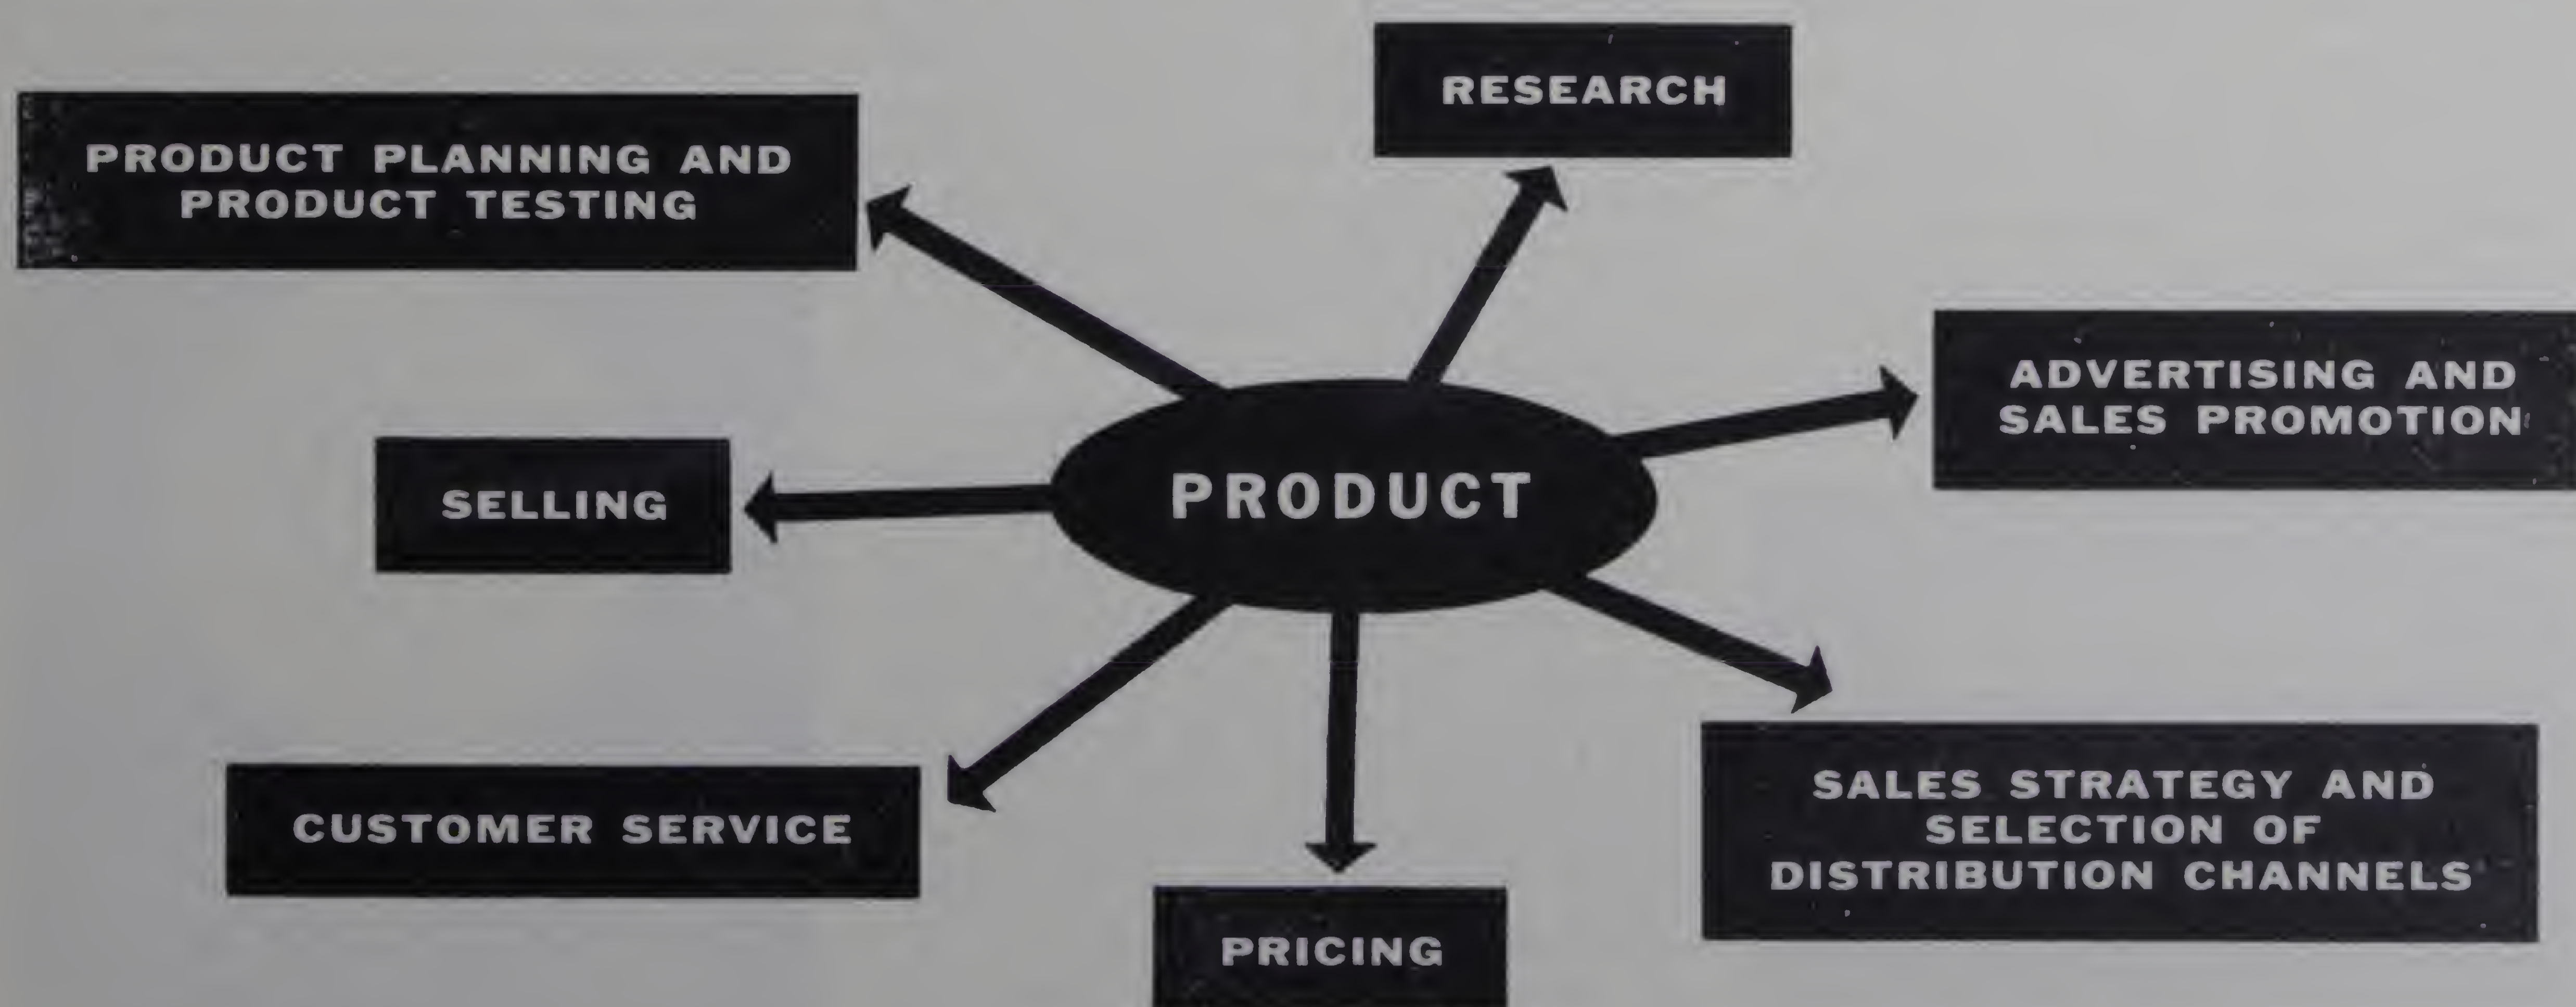 RESEARCH
PRODUCT PLANNING AND
PRODUCT TESTING
ADVERTISING AND
SALES PROMOTION
PRODUCT
SELLING
SALES STRATEGY AND
SELECTION OF
DISTRIBUTION CHANNELS
CUSTOMER SERVICE
PRICING